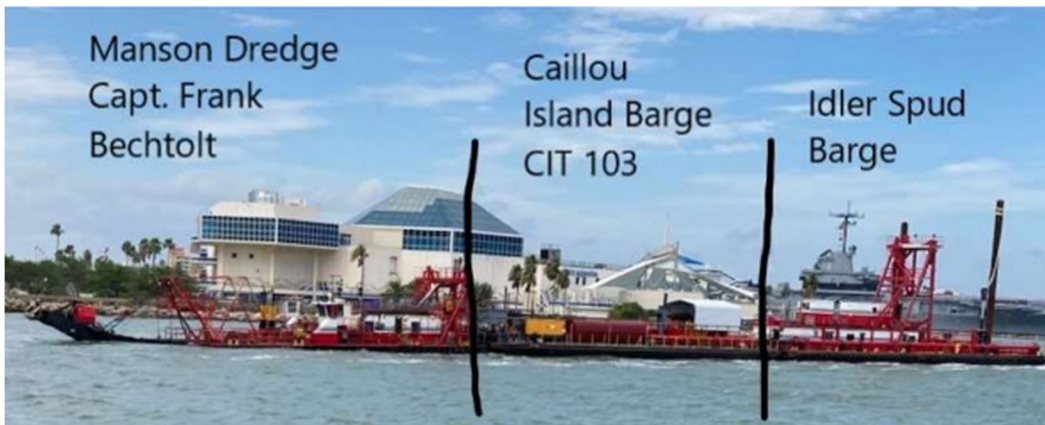 Manson Dredge
Capt. Frank
Bechtolt
Caillou
Island Barge
CIT 103
Idler Spud
Barge